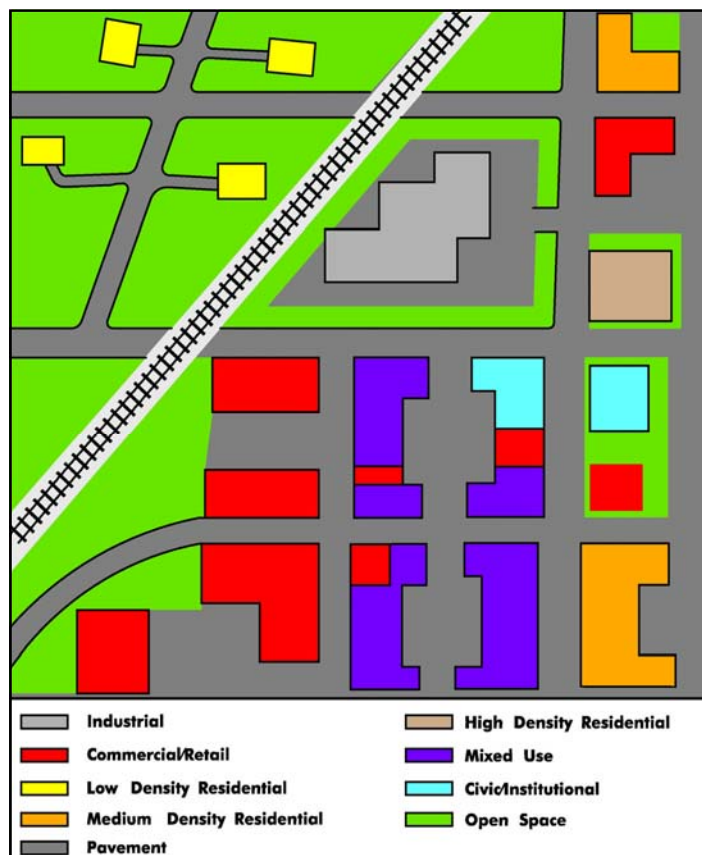 Industrial
Commercial/Retail
Low Density Residential
Medium Density Residential
Pavement
High Density Residential
Mixed Use
Civic/Institutional
Open Space